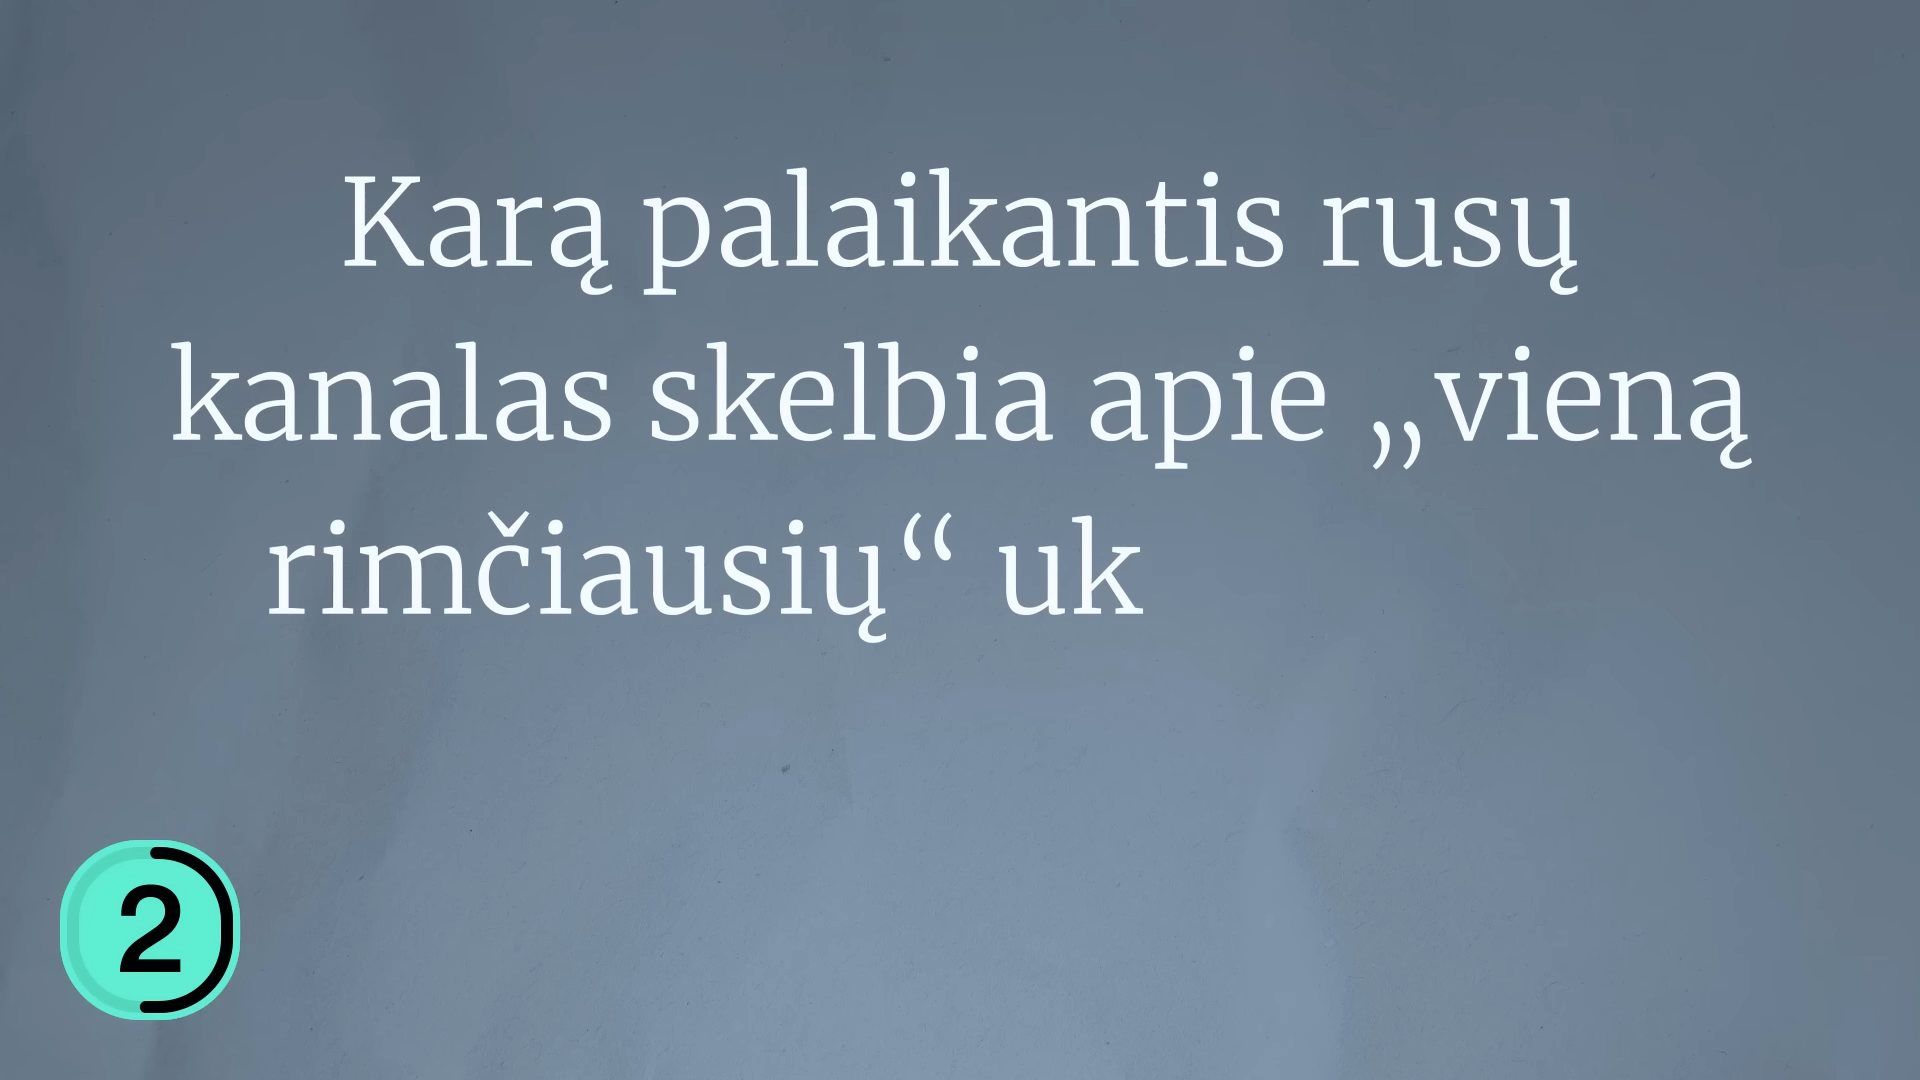 Karą palaikantis rusų
kanalas skelbia apie „vieną
rimčiausių“ uk
2